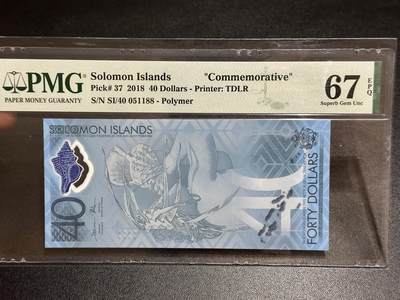 PMG
PAPER MONEY GUARANTY
Solomon Islands "Commemorative"
Pick# 37 2018 40 Dollars - Printer: TDLR
S/N SI/40 051188 - Polymer
67 EPQ
Superb Gem Unc
SOLOMON ISLANDS
40
40
FORTY DOLLARS